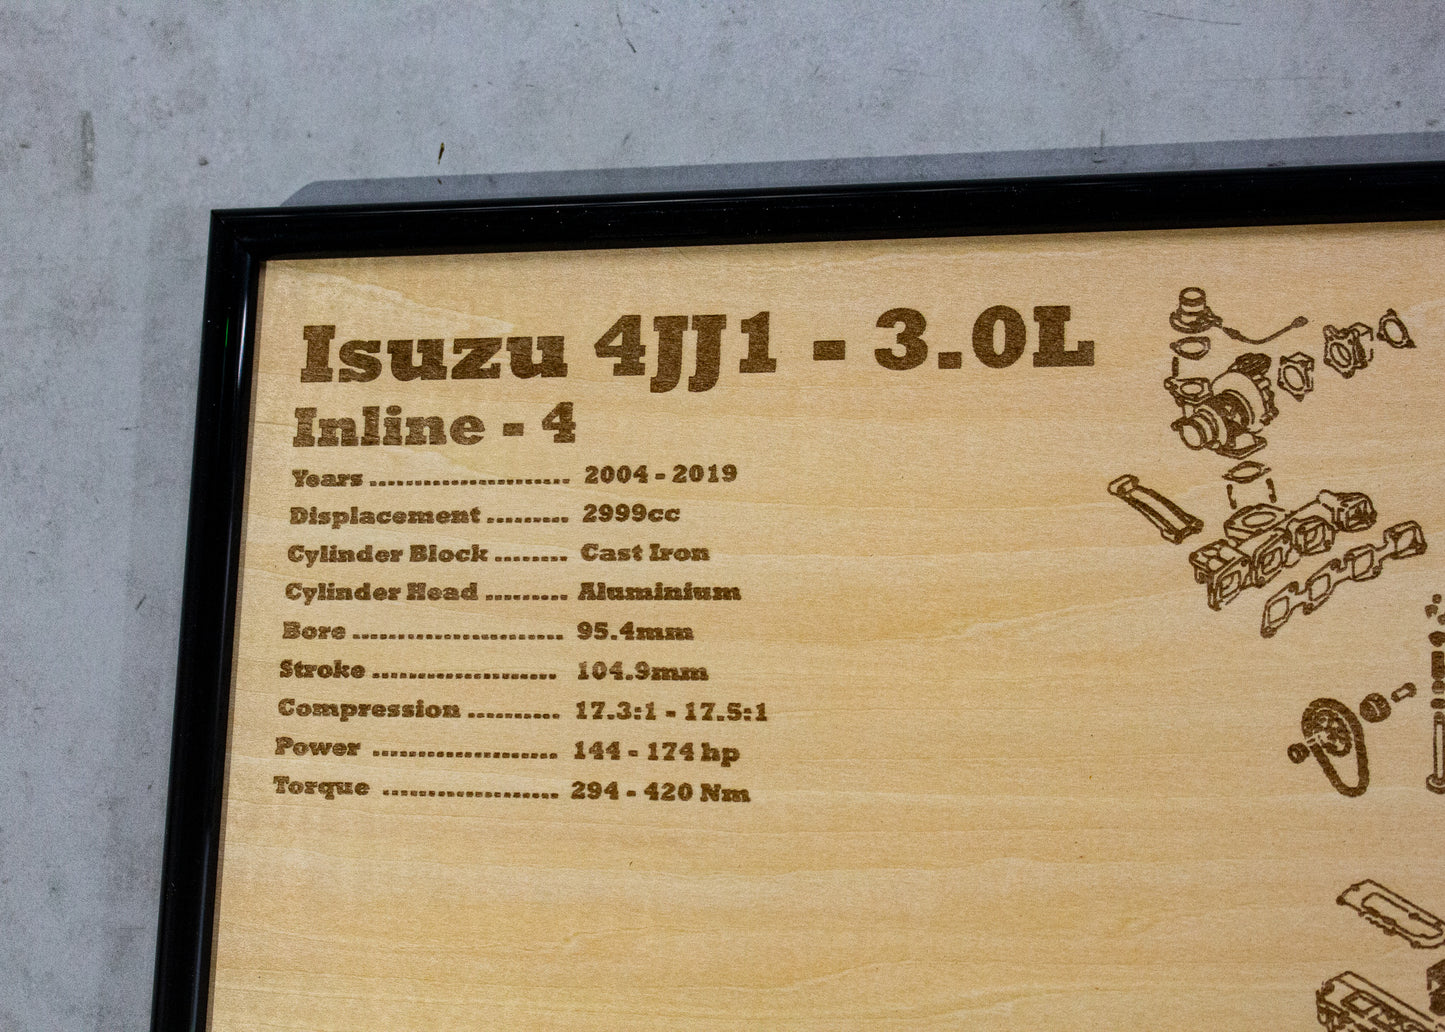 Isuzu 4JJ1 - 3.0L
Inline - 4
Years ...................... 2004 - 2019
Displacement ......... 2999cc
Cylinder Block ........ Cast Iron
Cylinder Head ......... Aluminium
Bore ....................... 95.4mm
Stroke .................... 104.9mm
Compression .......... 17.3:1 - 17.5:1
Power .................... 144 - 174 hp
Torque ................... 294 - 420 Nm